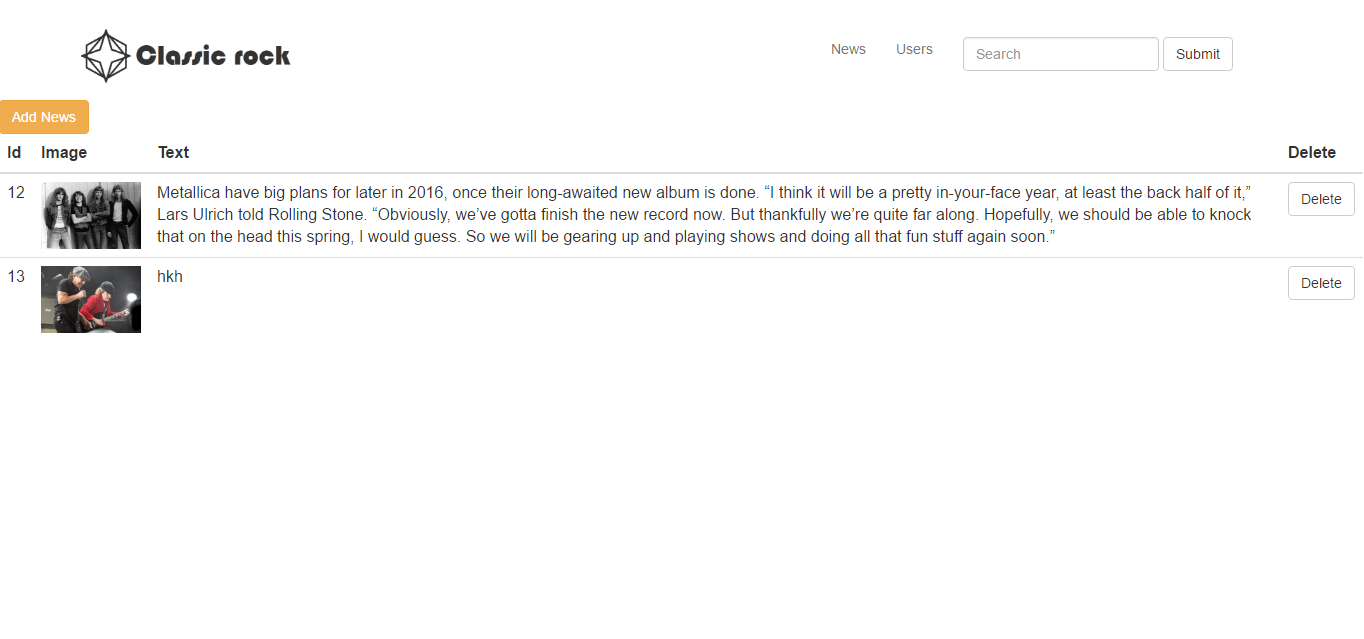 Classic rock
News Users Search Submit
Add News
Id Image Text Delete
12 Metallica have big plans for later in 2016, once their long-awaited new album is done. “I think it will be a pretty in-your-face year, at least the back half of it,” Delete
Lars Ulrich told Rolling Stone. “Obviously, we’ve gotta finish the new record now. But thankfully we’re quite far along. Hopefully, we should be able to knock
that on the head this spring, I would guess. So we will be gearing up and playing shows and doing all that fun stuff again soon.”
13 hkh Delete